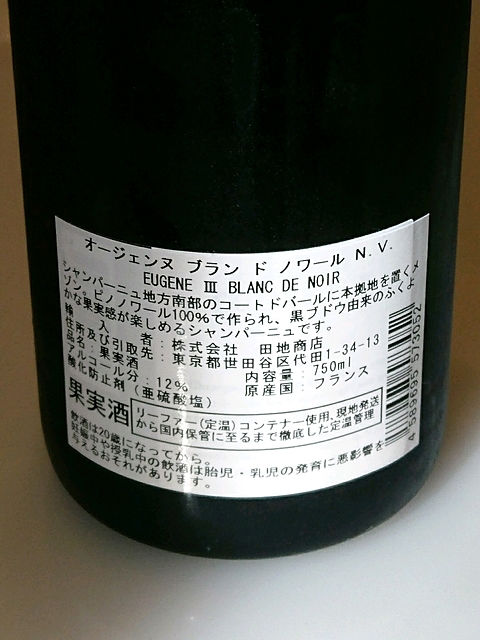 オージェンヌ ブラン ド ノワール N.V.
EUGENE Ⅲ BLANC DE NOIR
シャンパーニュ地方南部のコートドバールに本拠地を置くメ
ゾン。ピノノワール100%で作られ、黒ブドウ由来のふくよ
かな果実感が楽しめるシャンパーニュです。
輸入者：株式会社 田地商店
住所及び引取先：東京都世田谷区代田1-34-13
品名：果実酒 内容量：750ml
アルコール分：12% 原産国：フランス
酸化防止剤（亜硫酸塩）
果実酒
リーファー(定温)コンテナー使用、現地発送
から国内保管に至るまで徹底した定温管理
飲酒は20歳になってから。
妊娠中や授乳中の飲酒は胎児・乳児の発育に悪影響を
与えるおそれがあります。
4 589695 573052